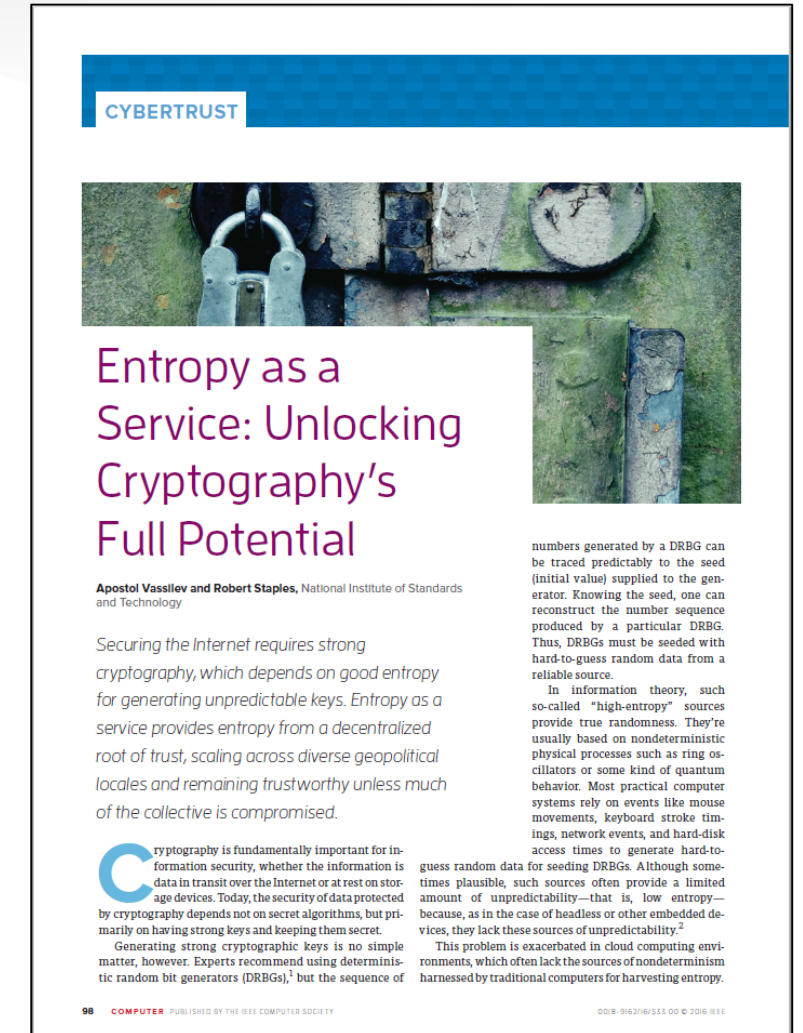 CYBERTRUST
Entropy as a
Service: Unlocking
Cryptography’s
Full Potential
Apostol Vassilev and Robert Staples, National Institute of Standards
and Technology
Securing the Internet requires strong
cryptography, which depends on good entropy
for generating unpredictable keys. Entropy as a
service provides entropy from a decentralized
root of trust, scaling across diverse geopolitical
locales and remaining trustworthy unless much
of the collective is compromised.
Cryptography is fundamentally important for in-
formation security, whether the information is
data in transit over the Internet or at rest on stor-
age devices. Today, the security of data protected
by cryptography depends not on secret algorithms, but pri-
marily on having strong keys and keeping them secret.
Generating strong cryptographic keys is no simple
matter, however. Experts recommend using determinis-
tic random bit generators (DRBGs),1 but the sequence of
numbers generated by a DRBG can
be traced predictably to the seed
(initial value) supplied to the gen-
erator. Knowing the seed, one can
reconstruct the number sequence
produced by a particular DRBG.
Thus, DRBGs must be seeded with
hard-to-guess random data from a
reliable source.
In information theory, such
so-called “high-entropy” sources
provide true randomness. They’re
usually based on nondeterministic
physical processes such as ring os-
cillators or some kind of quantum
behavior. Most practical computer
systems rely on events like mouse
movements, keyboard stroke tim-
ings, network events, and hard-disk
access times to generate hard-to-
guess random data for seeding DRBGs. Although some-
times plausible, such sources often provide a limited
amount of unpredictability—that is, low entropy—
because, as in the case of headless or other embedded de-
vices, they lack these sources of unpredictability.2
This problem is exacerbated in cloud computing envi-
ronments, which often lack the sources of nondeterminism
harnessed by traditional computers for harvesting entropy.
98 COMPUTER PUBLISHED BY THE IEEE COMPUTER SOCIETY
0018-9162/16/$33.00 © 2016 IEEE